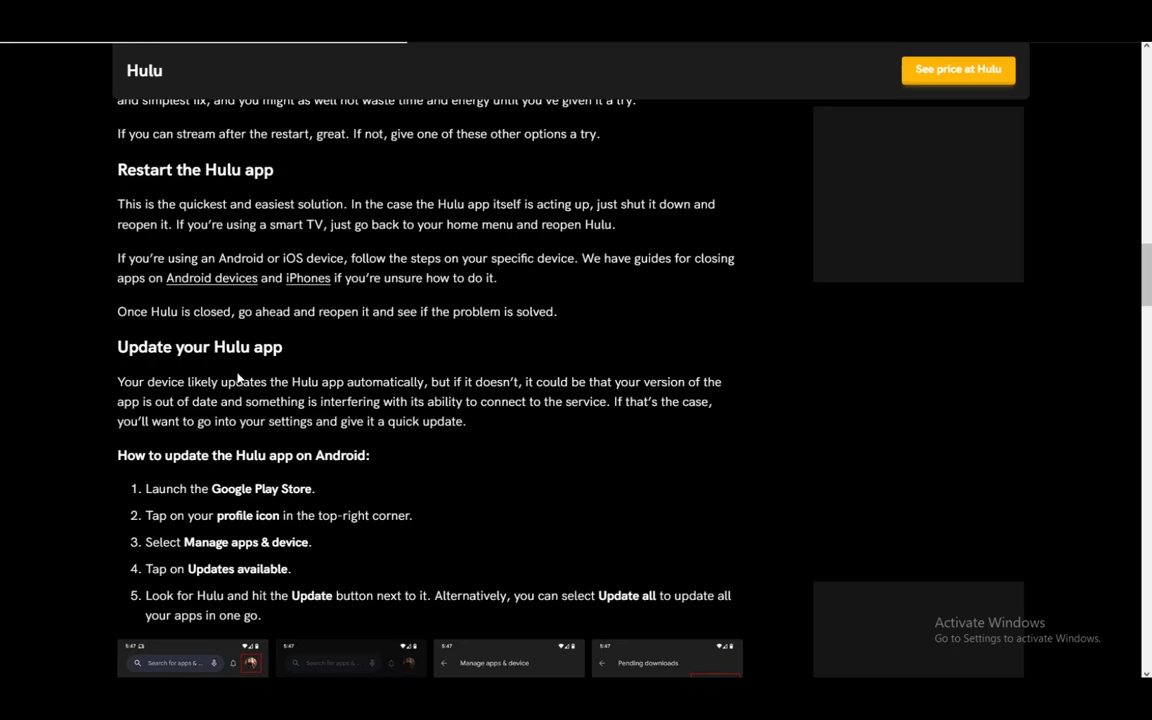 Hulu
See price at Hulu
and simplest fix, and you might as well not waste time and energy until you've given it a try.
If you can stream after the restart, great. If not, give one of these other options a try.
Restart the Hulu app
This is the quickest and easiest solution. In the case the Hulu app itself is acting up, just shut it down and
reopen it. If you're using a smart TV, just go back to your home menu and reopen Hulu.
If you're using an Android or iOS device, follow the steps on your specific device. We have guides for closing
apps on Android devices and iPhones if you're unsure how to do it.
Once Hulu is closed, go ahead and reopen it and see if the problem is solved.
Update your Hulu app
Your device likely updates the Hulu app automatically, but if it doesn't, it could be that your version of the
app is out of date and something is interfering with its ability to connect to the service. If that's the case,
you'll want to go into your settings and give it a quick update.
How to update the Hulu app on Android:
1. Launch the Google Play Store.
2. Tap on your profile icon in the top-right corner.
3. Select Manage apps & device.
4. Tap on Updates available.
5. Look for Hulu and hit the Update button next to it. Alternatively, you can select Update all to update all
your apps in one go.
5:47 5:47 5:47 5:47
Search for apps & ... Search for apps & ... Manage apps & device Pending downloads
Activate Windows
Go to Settings to activate Windows.